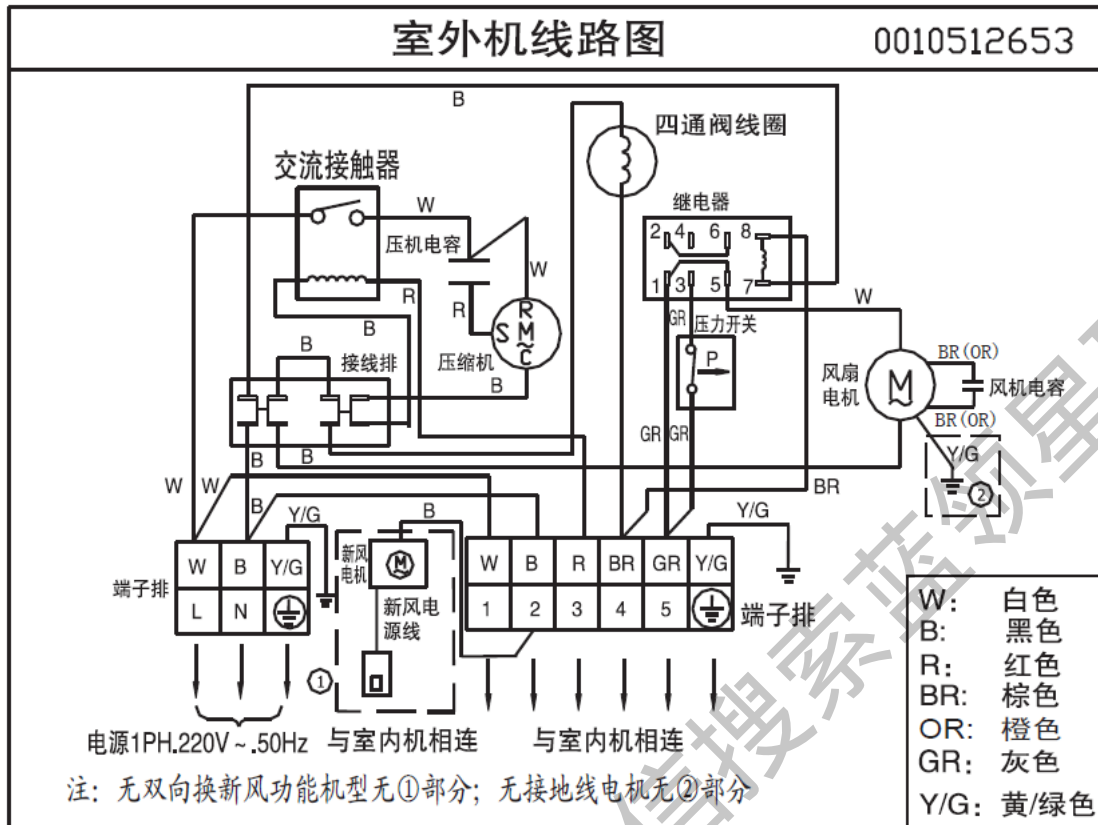 室外机线路图 0010512653
B
四通阀线圈
交流接触器
W
继电器
压机电容
2 4 6 8
W
1 3 5 7
R
W
R
B
R
S M C
~
GR
压力开关
B
接线排
压缩机
B
P
风扇
电机
M
~
BR(OR)
风机电容
BR(OR)
GR GR
B
B
Y/G
②
W W
BR
B
Y/G
B
Y/G
端子排
W B Y/G
L N
新风
电机
M
~
新风电
源线
①
W B R BR GR Y/G
1 2 3 4 5
端子排
电源1PH.220V~.50Hz 与室内机相连 与室内机相连
注: 无双向换新风功能机型无①部分; 无接地线电机无②部分
W: 白色
B: 黑色
R: 红色
BR: 棕色
OR: 橙色
GR: 灰色
Y/G: 黄/绿色
信搜索蓝领星